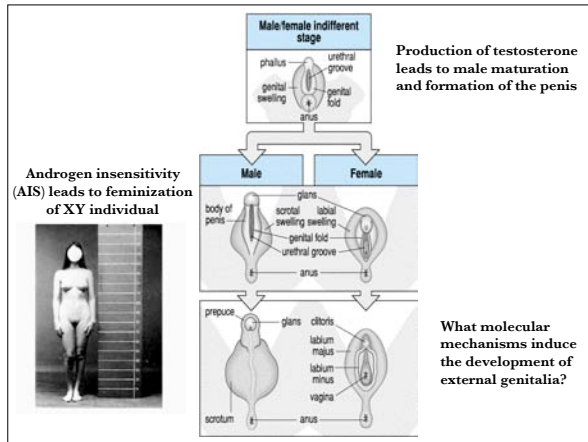 Male/female indifferent
stage
phallus
urethral
groove
genital
swelling
genital
fold
anus
Production of testosterone
leads to male maturation
and formation of the penis
Androgen insensitivity
(AIS) leads to feminization
of XY individual
Male
Female
glans
body of
penis
scrotal
swelling
labial
swelling
genital fold
urethral groove
anus
prepuce
glans
clitoris
labium
majus
labium
minus
vagina
scrotum
anus
What molecular
mechanisms induce
the development of
external genitalia?